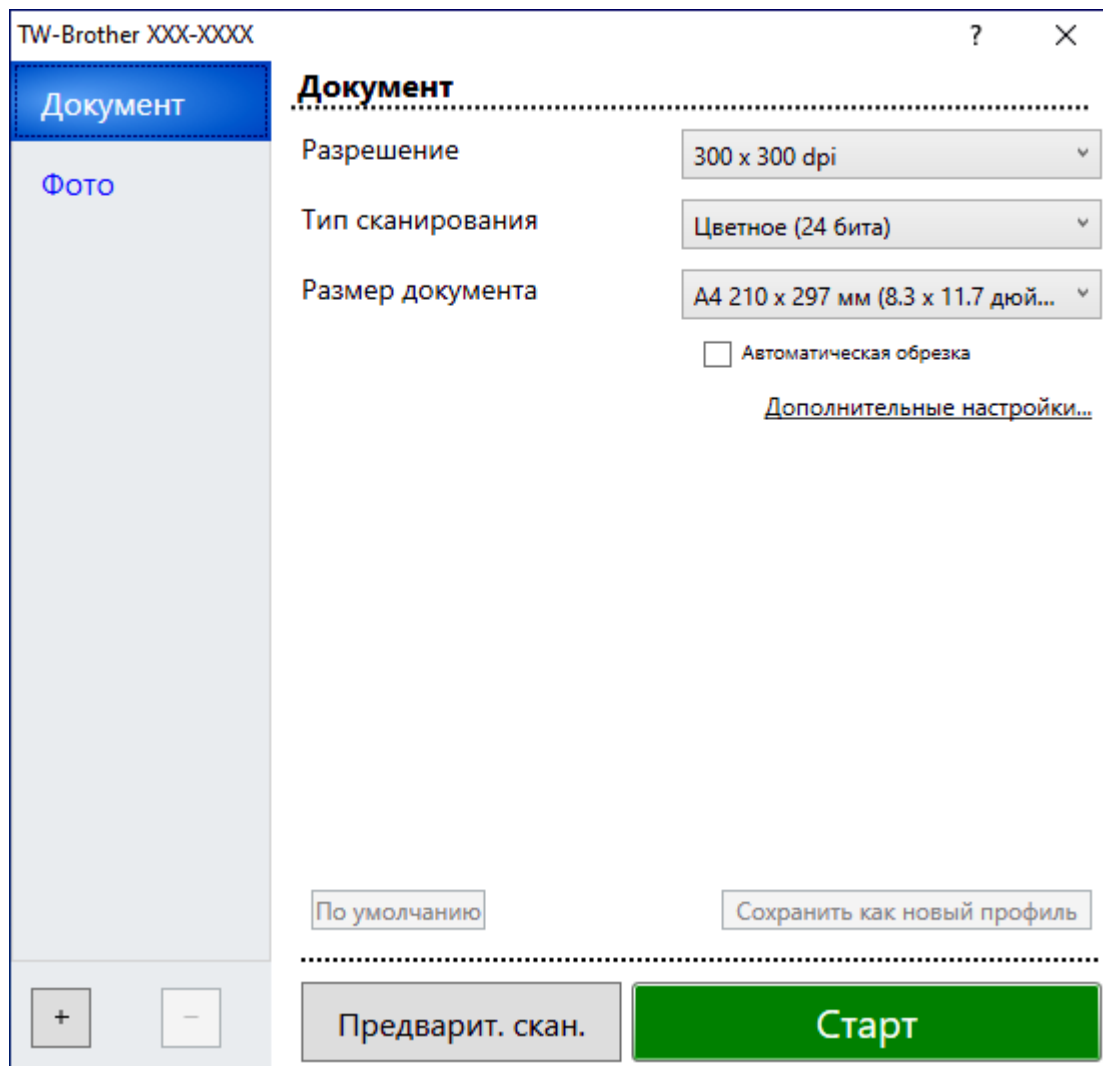 TW-Brother XXX-XXXX ? ×
Документ
Фото
Документ
Разрешение 300 x 300 dpi
Тип сканирования Цветное (24 бита)
Размер документа A4 210 x 297 мм (8.3 x 11.7 дюй...
Автоматическая обрезка
Дополнительные настройки...
По умолчанию Сохранить как новый профиль
+ − Предварит. скан. Старт